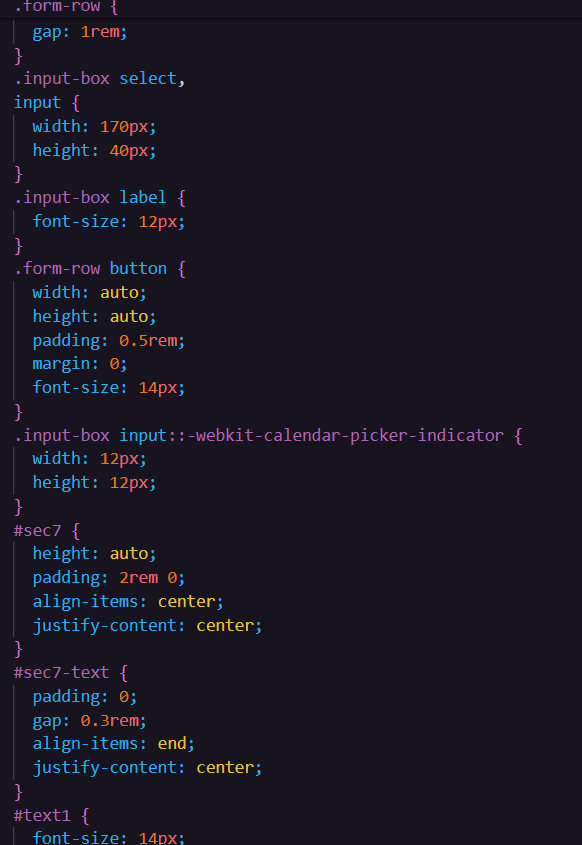 .form-row {
gap: 1rem;
}
.input-box select,
input {
width: 170px;
height: 40px;
}
.input-box label {
font-size: 12px;
}
.form-row button {
width: auto;
height: auto;
padding: 0.5rem;
margin: 0;
font-size: 14px;
}
.input-box input::-webkit-calendar-picker-indicator {
width: 12px;
height: 12px;
}
#sec7 {
height: auto;
padding: 2rem 0;
align-items: center;
justify-content: center;
}
#sec7-text {
padding: 0;
gap: 0.3rem;
align-items: end;
justify-content: center;
}
#text1 {
font-size: 14px;